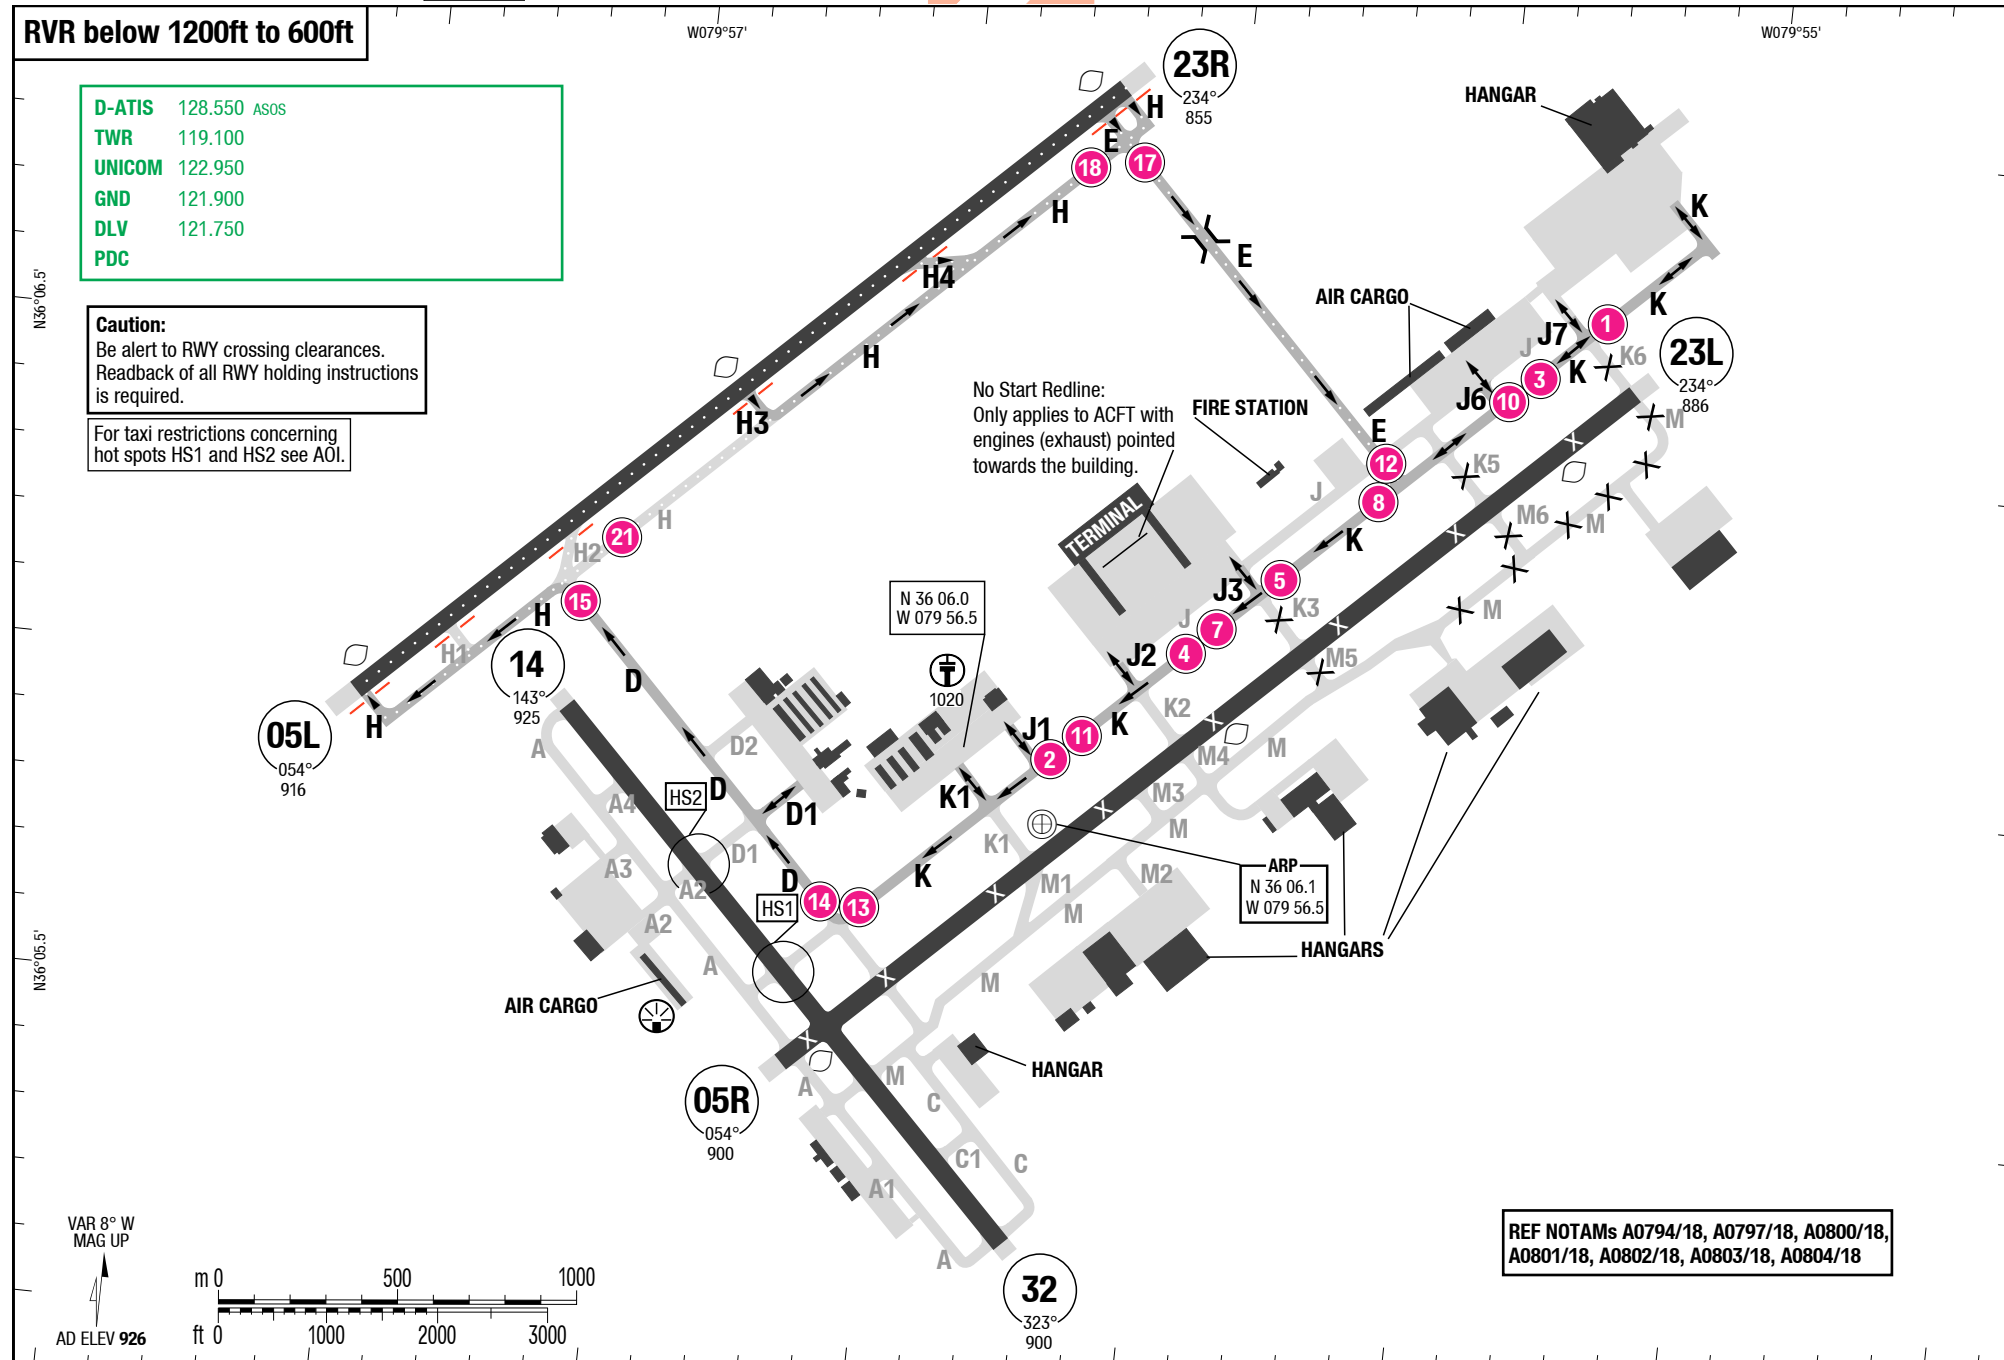 RVR below 1200ft to 600ft
W079°57'
W079°55'
D-ATIS 128.550 ASOS
TWR 119.100
UNICOM 122.950
GND 121.900
DLV 121.750
PDC
23R
234°
855
HANGAR
H
E
18
17
K
H
E
H4
N36°06.5'
AIR CARGO
K
1
J7
J
K6
23L
234°
886
Caution:
Be alert to RWY crossing clearances.
Readback of all RWY holding instructions
is required.
H
3
K
No Start Redline:
Only applies to ACFT with
engines (exhaust) pointed
towards the building.
FIRE STATION
J6
10
M
H3
For taxi restrictions concerning
hot spots HS1 and HS2 see AOI.
E
12
K5
J
8
H
M6
M
21
H2
TERMINAL
K
5
15
N 36 06.0
W 079 56.5
J3
K3
M
H
J
7
H1
14
143°
925
J2
4
M5
D
1020
K2
H
05L
054°
916
A
D2
J1
11
K
M4
M
2
HS2
D
A4
D1
K1
M3
M
D1
K1
A3
A2
D
K
M1
M2
ARP
N 36 06.1
W 079 56.5
HS1
14
13
M
A2
HANGARS
A
M
N36°05.5'
AIR CARGO
HANGAR
A
M
05R
054°
900
C
C1
C
A1
VAR 8° W
MAG UP
REF NOTAMs A0794/18, A0797/18, A0800/18,
A0801/18, A0802/18, A0803/18, A0804/18
A
m 0 500 1000
32
323°
900
ft 0 1000 2000 3000
AD ELEV 926